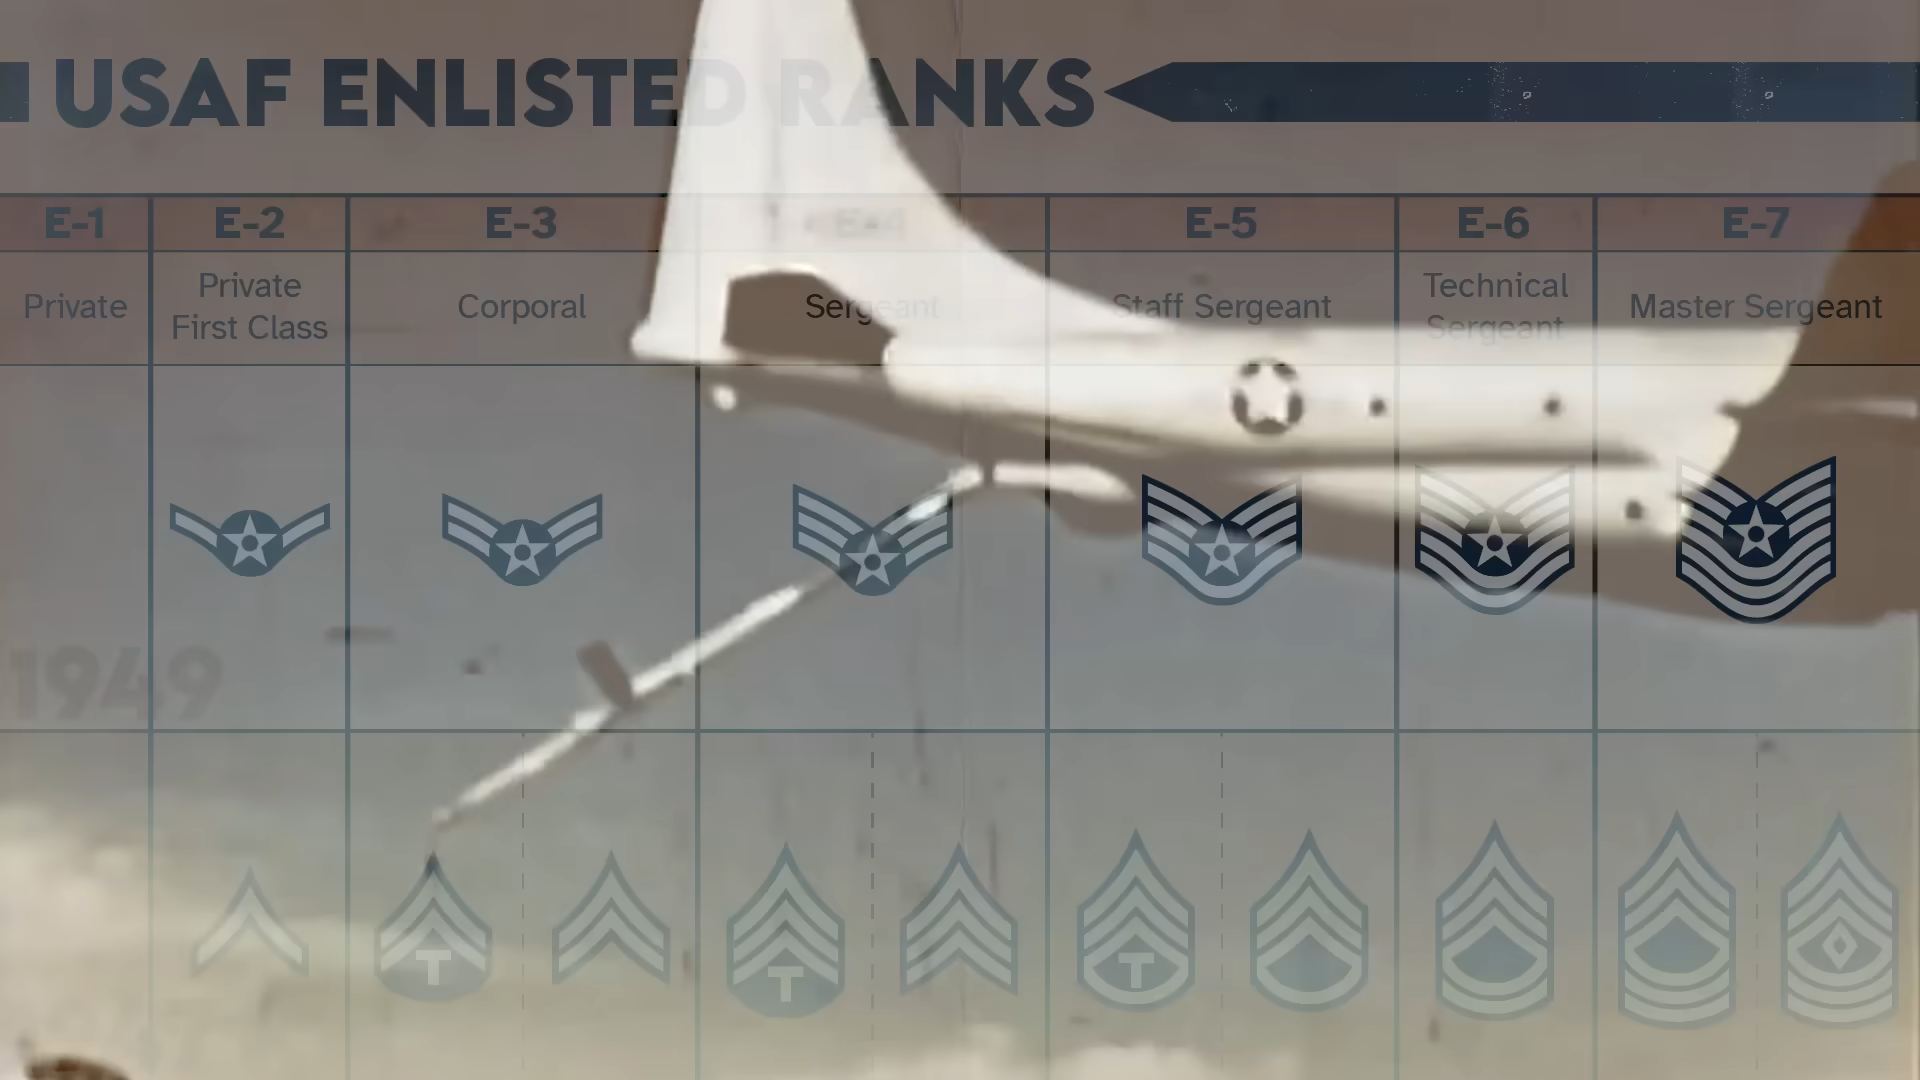 USAF ENLISTED RANKS
E-1
E-2
E-3
E-4
E-5
E-6
E-7
Private
Private
First Class
Corporal
Sergeant
Staff Sergeant
Technical
Sergeant
Master Sergeant
1949
T
T
T